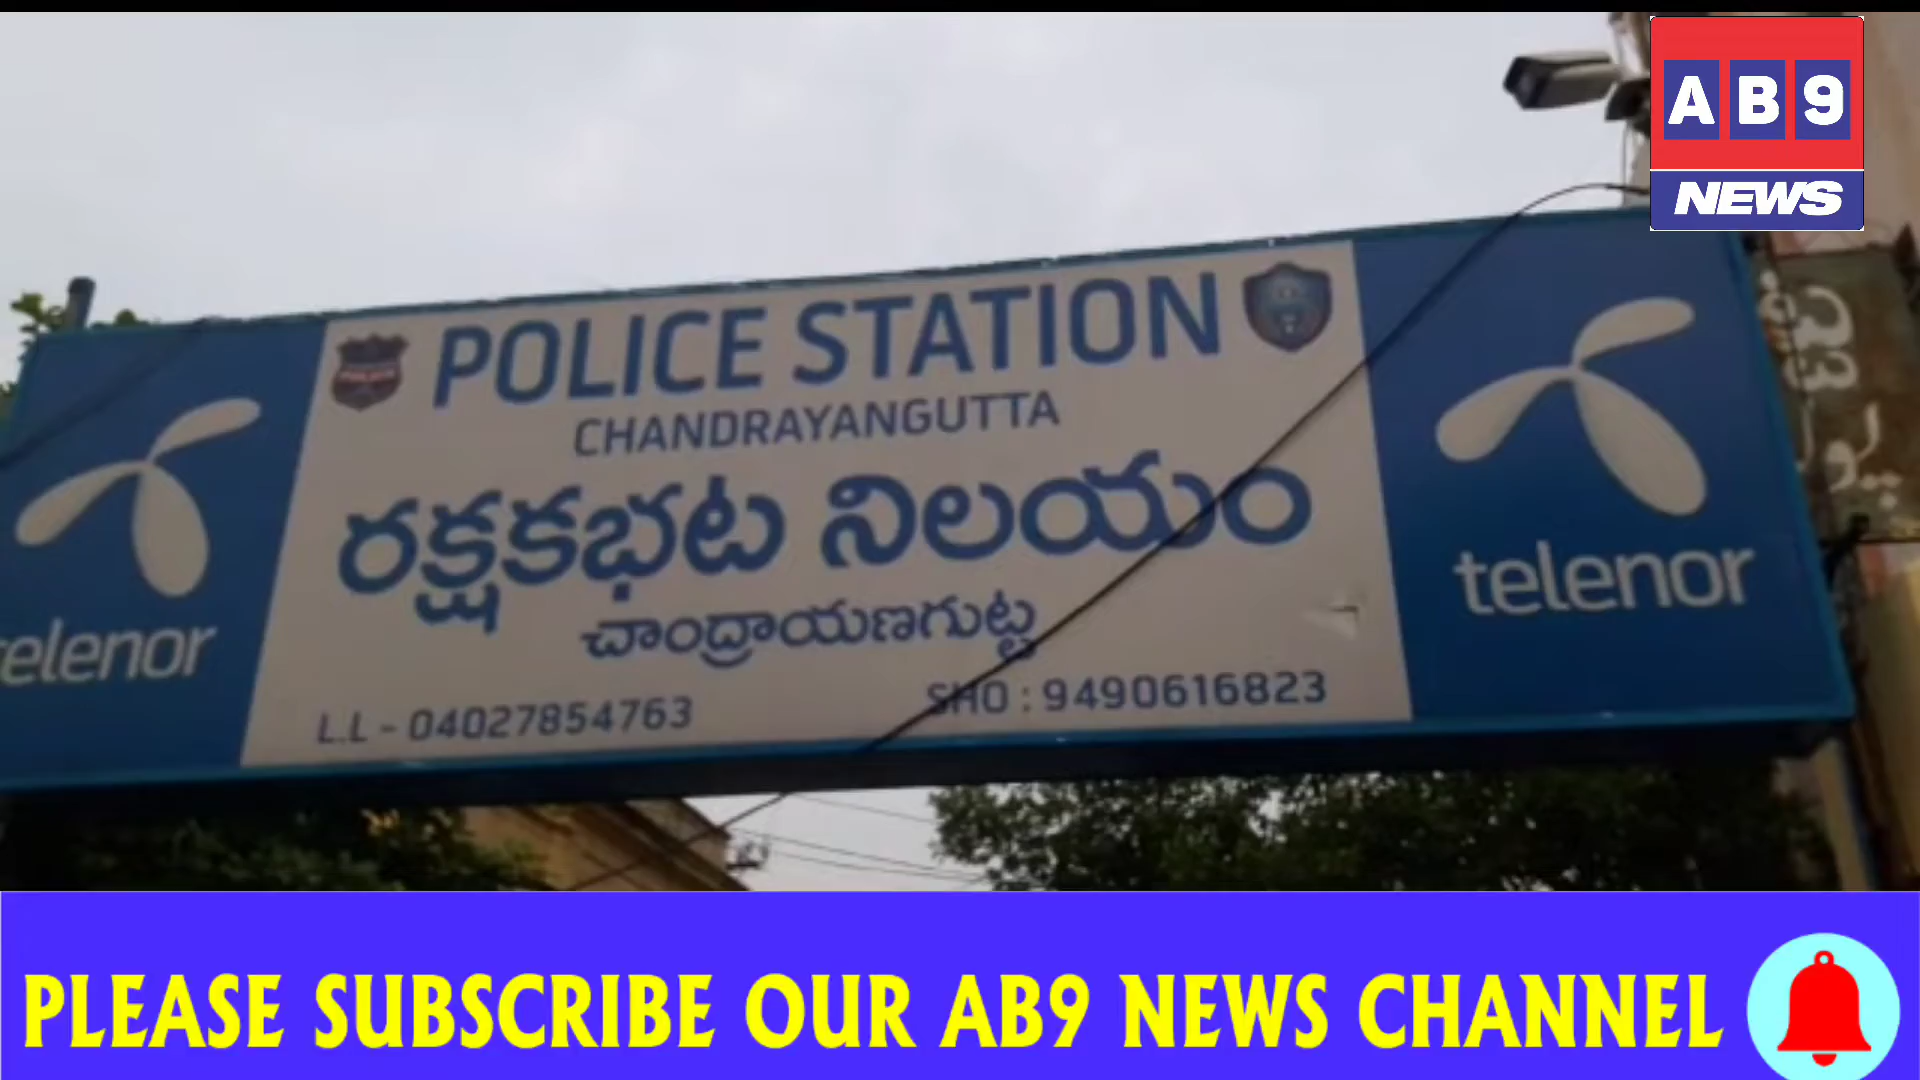 AB9
NEWS
POLICE STATION
CHANDRAYANGUTTA
రక్షకభట నిలయం
చాంద్రాయణగుట్ట
L.L - 04027854763
SHO : 9490616823
telenor
telenor
PLEASE SUBSCRIBE OUR AB9 NEWS CHANNEL